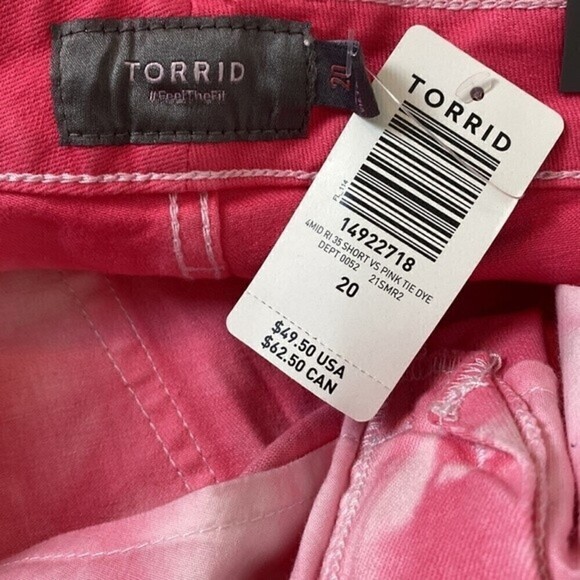 TORRID
#FeelTheFit
20
TORRID
14922718
4MID RI 35 SHORT VS PINK TIE DYE
DEPT 0052 21SMR2
20
$49.50 USA
$62.50 CAN